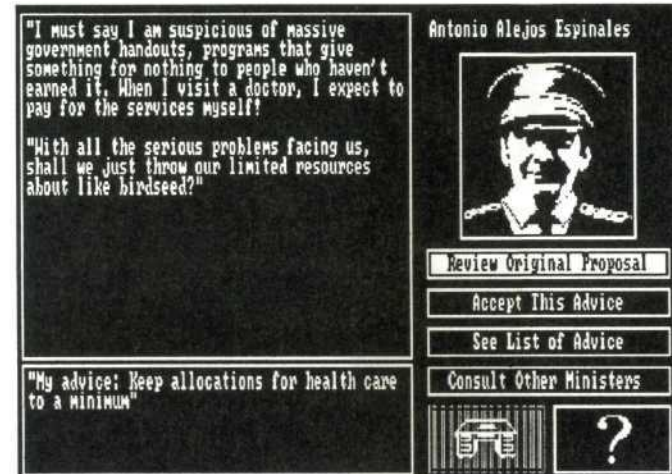 "I must say I am suspicious of massive
government handouts, programs that give
something for nothing to people who haven't
earned it. When I visit a doctor, I expect to
pay for the services myself!
"With all the serious problems facing us,
shall we just throw our limited resources
about like birdseed?"
"My advice: Keep allocations for health care
to a minimum"
Antonio Alejos Espinales
Review Original Proposal
Accept This Advice
See List of Advice
Consult Other Ministers
?